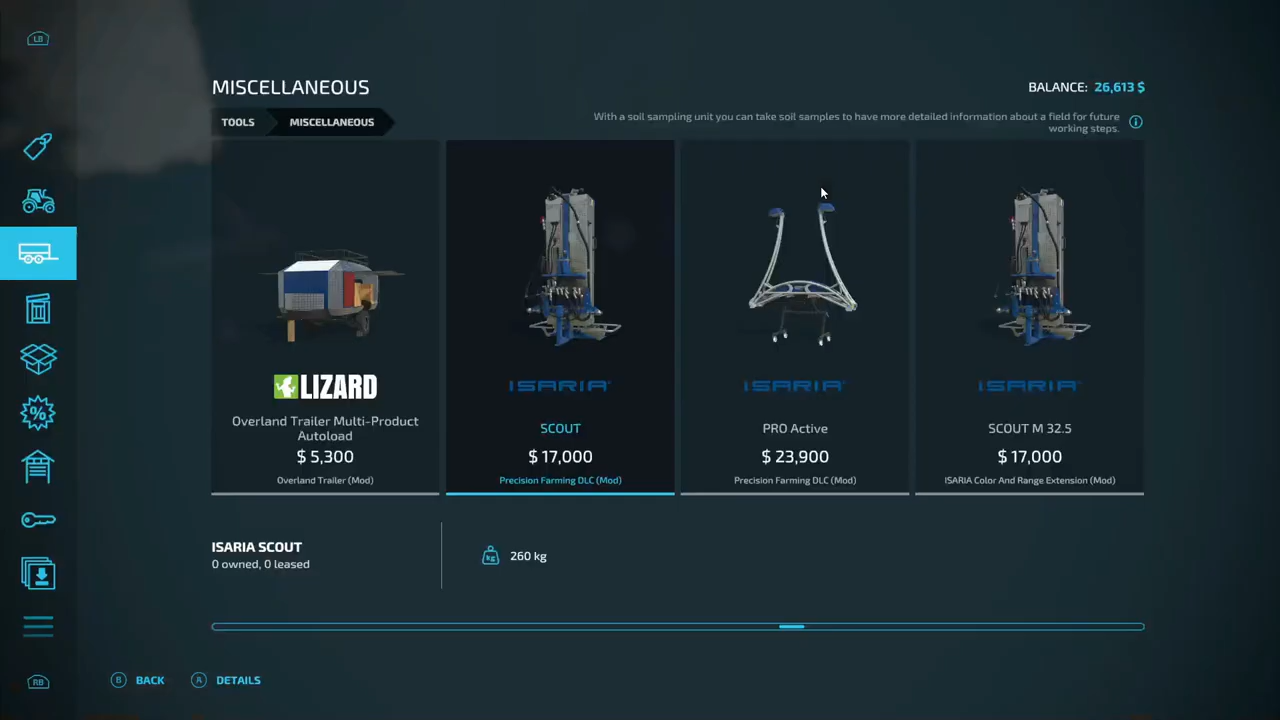 LB
MISCELLANEOUS
BALANCE: 26,613 $
TOOLS MISCELLANEOUS
With a soil sampling unit you can take soil samples to have more detailed information about a field for future
working steps.
LIZARD
Overland Trailer Multi-Product
Autoload
$ 5,300
Overland Trailer (Mod)
ISARIA
SCOUT
$ 17,000
Precision Farming DLC (Mod)
ISARIA
PRO Active
$ 23,900
Precision Farming DLC (Mod)
ISARIA
SCOUT M 32.5
$ 17,000
ISARIA Color And Range Extension (Mod)
ISARIA SCOUT
0 owned, 0 leased
kg 260 kg
RB
B BACK A DETAILS